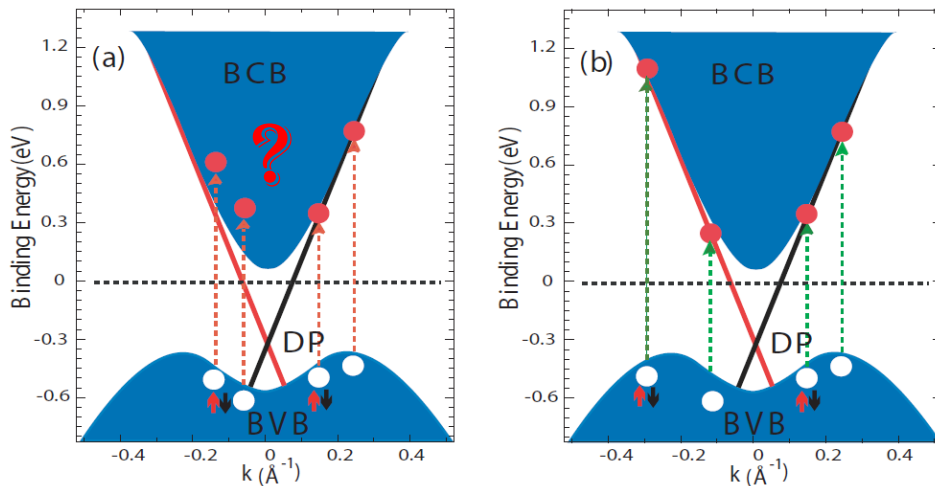 (a)
BCB
?
DP
BVB
Binding Energy (eV)
1.2
0.9
0.6
0.3
0
-0.3
-0.6
-0.4
-0.2
0
0.2
0.4
k (Å⁻¹)
(b)
BCB
DP
BVB
Binding Energy (eV)
1.2
0.9
0.6
0.3
0
-0.3
-0.6
-0.4
-0.2
0
0.2
0.4
k (Å⁻¹)